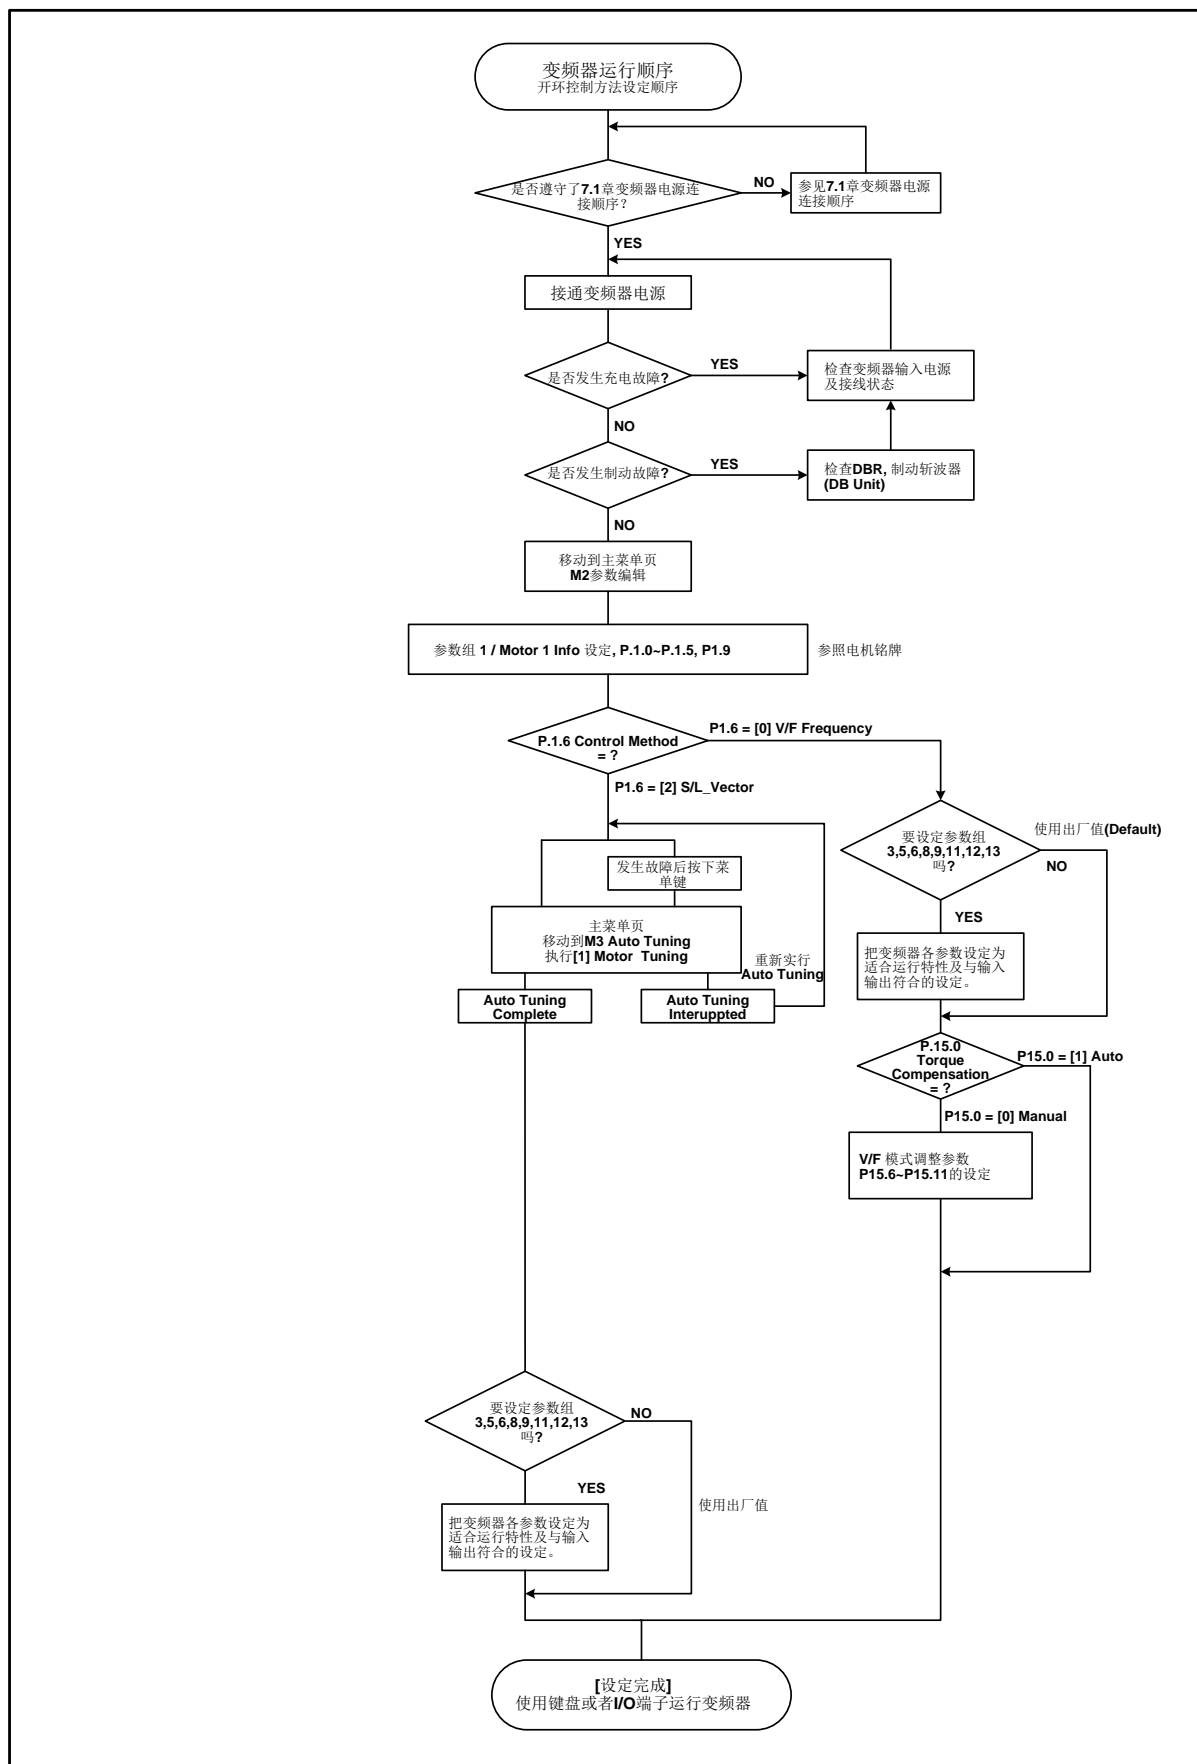 变频器运行顺序
开环控制方法设定顺序
是否遵守了7.1章变频器电源连
接顺序？
NO
参见7.1章变频器电源
连接顺序
YES
接通变频器电源
是否发生充电故障?
YES
检查变频器输入电源
及接线状态
NO
是否发生制动故障?
YES
检查DBR, 制动斩波器
(DB Unit)
NO
移动到主菜单页
M2参数编辑
参数组 1 / Motor 1 Info 设定, P.1.0~P.1.5, P1.9
参照电机铭牌
P.1.6 Control Method
= ?
P1.6 = [0] V/F Frequency
P1.6 = [2] S/L_Vector
发生故障后按下菜
单键
主菜单页
移动到M3 Auto Tuning
执行[1] Motor Tuning
重新实行
Auto Tuning
Auto Tuning
Complete
Auto Tuning
Interuppted
要设定参数组
3,5,6,8,9,11,12,13
吗?
使用出厂值(Default)
NO
YES
把变频器各参数设定为
适合运行特性及与输入
输出符合的设定。
P.15.0
Torque
Compensation
= ?
P15.0 = [1] Auto
P15.0 = [0] Manual
V/F 模式调整参数
P15.6~P15.11的设定
要设定参数组
3,5,6,8,9,11,12,13
吗?
NO
YES
使用出厂值
把变频器各参数设定为
适合运行特性及与输入
输出符合的设定。
[设定完成]
使用键盘或者I/O端子运行变频器